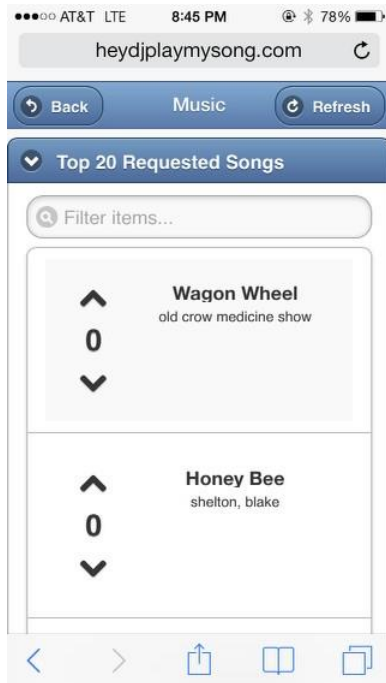 AT&T LTE 8:45 PM 78%
heydjplaymysong.com
Back Music Refresh
Top 20 Requested Songs
Filter items...
Wagon Wheel
old crow medicine show
0
Honey Bee
shelton, blake
0